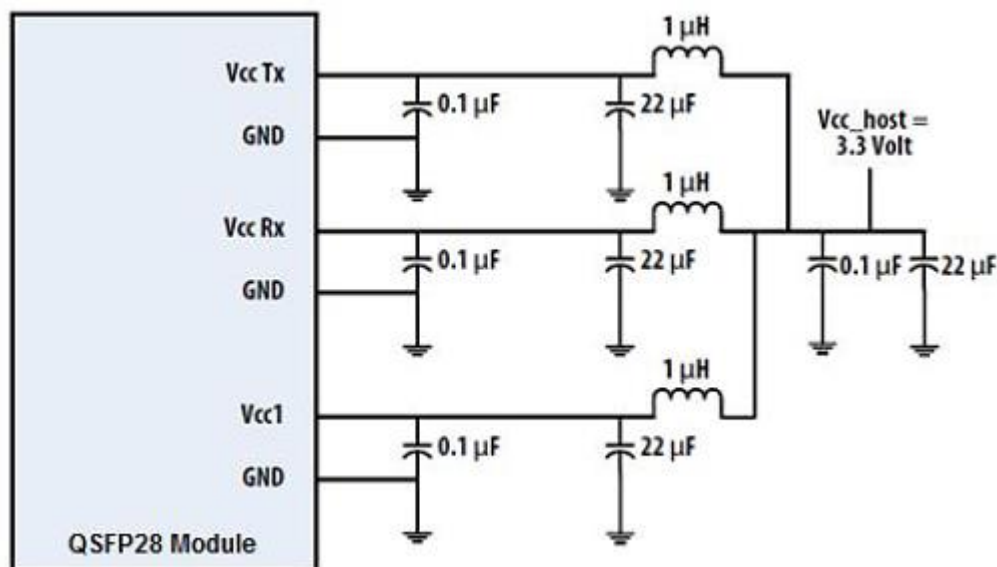 1 µH
Vcc Tx
0.1 µF
22 µF
GND
Vcc_host =
3.3 Volt
1 µH
Vcc Rx
0.1 µF
22 µF
0.1 µF
22 µF
GND
1 µH
Vcc1
0.1 µF
22 µF
GND
QSFP28 Module